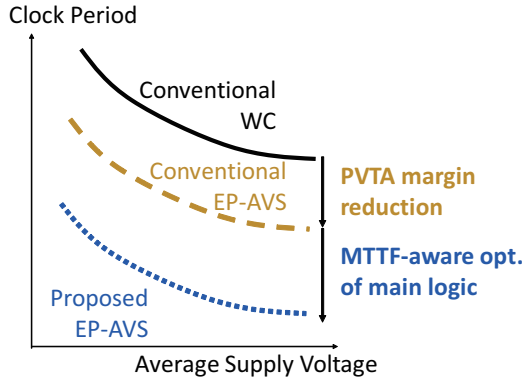 Clock Period
Conventional
WC
Conventional
EP-AVS
PVTA margin
reduction
MTTF-aware opt.
of main logic
Proposed
EP-AVS
Average Supply Voltage